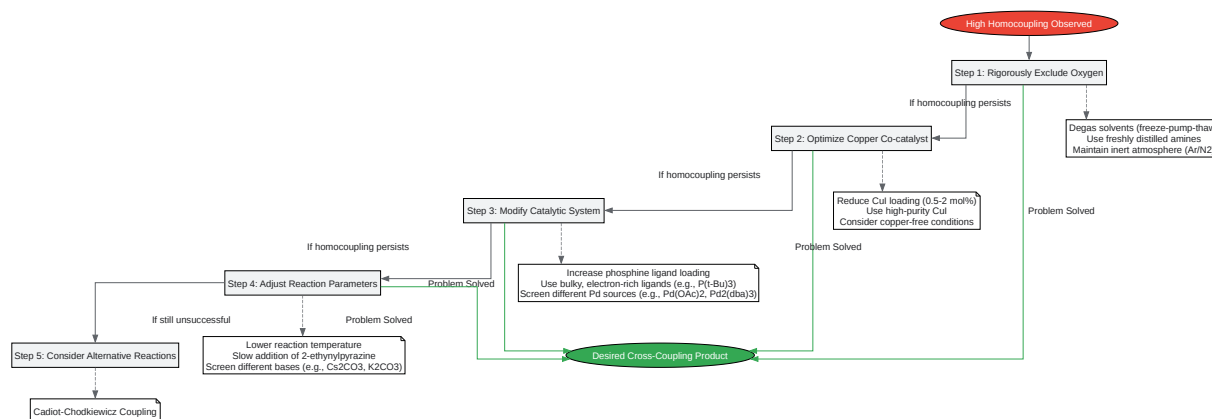 High Homocoupling Observed
Step 1: Rigorously Exclude Oxygen
If homocoupling persists
Degas solvents (freeze-pump-thaw
Use freshly distilled amines
Maintain inert atmosphere (Ar/N2)
Step 2: Optimize Copper Co-catalyst
If homocoupling persists
Reduce CuI loading (0.5-2 mol%)
Use high-purity CuI
Consider copper-free conditions
Problem Solved
Step 3: Modify Catalytic System
If homocoupling persists
Problem Solved
Increase phosphine ligand loading
Use bulky, electron-rich ligands (e.g., P(t-Bu)3)
Screen different Pd sources (e.g., Pd(OAc)2, Pd2(dba)3)
Step 4: Adjust Reaction Parameters
Problem Solved
If still unsuccessful
Problem Solved
Lower reaction temperature
Slow addition of 2-ethynylpyrazine
Screen different bases (e.g., Cs2CO3, K2CO3)
Step 5: Consider Alternative Reactions
Desired Cross-Coupling Product
Cadiot-Chodkiewicz Coupling